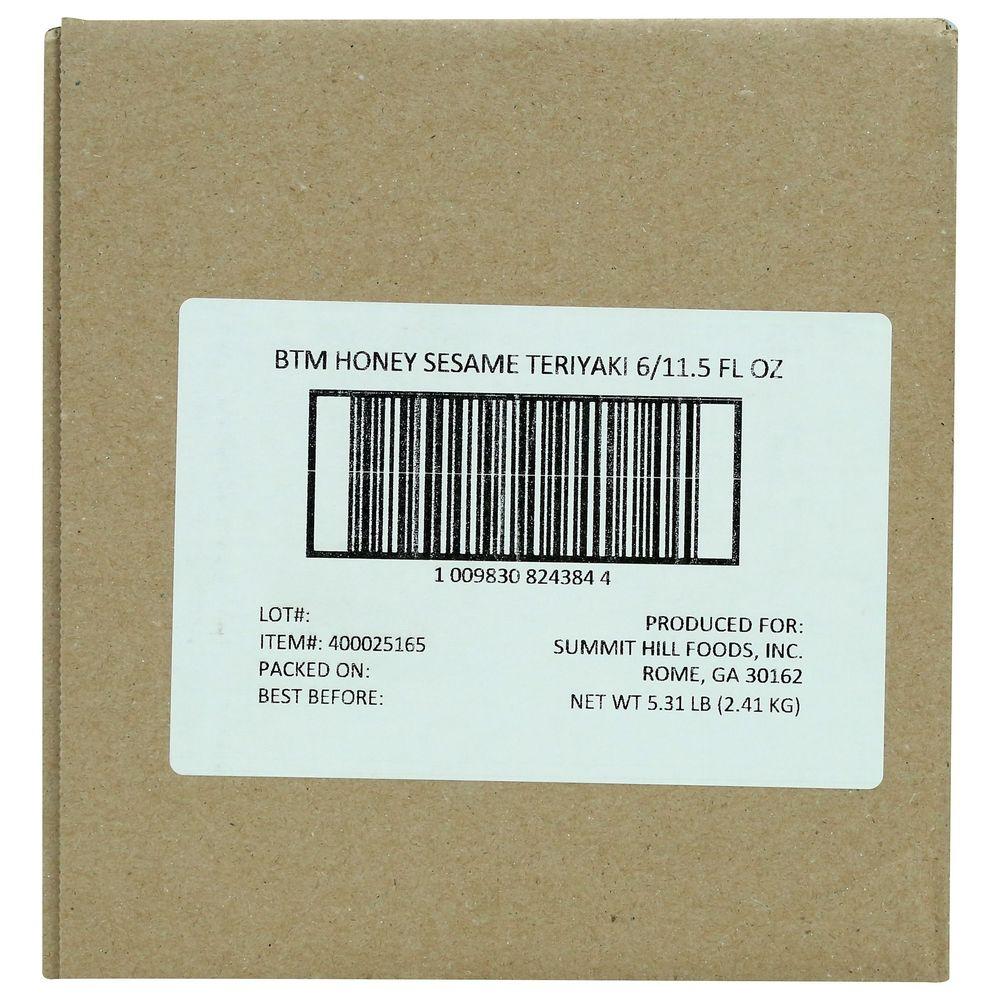 BTM HONEY SESAME TERIYAKI 6/11.5 FL OZ
1 009830 824384 4
LOT#:
ITEM#: 400025165
PACKED ON:
BEST BEFORE:
PRODUCED FOR:
SUMMIT HILL FOODS, INC.
ROME, GA 30162
NET WT 5.31 LB (2.41 KG)